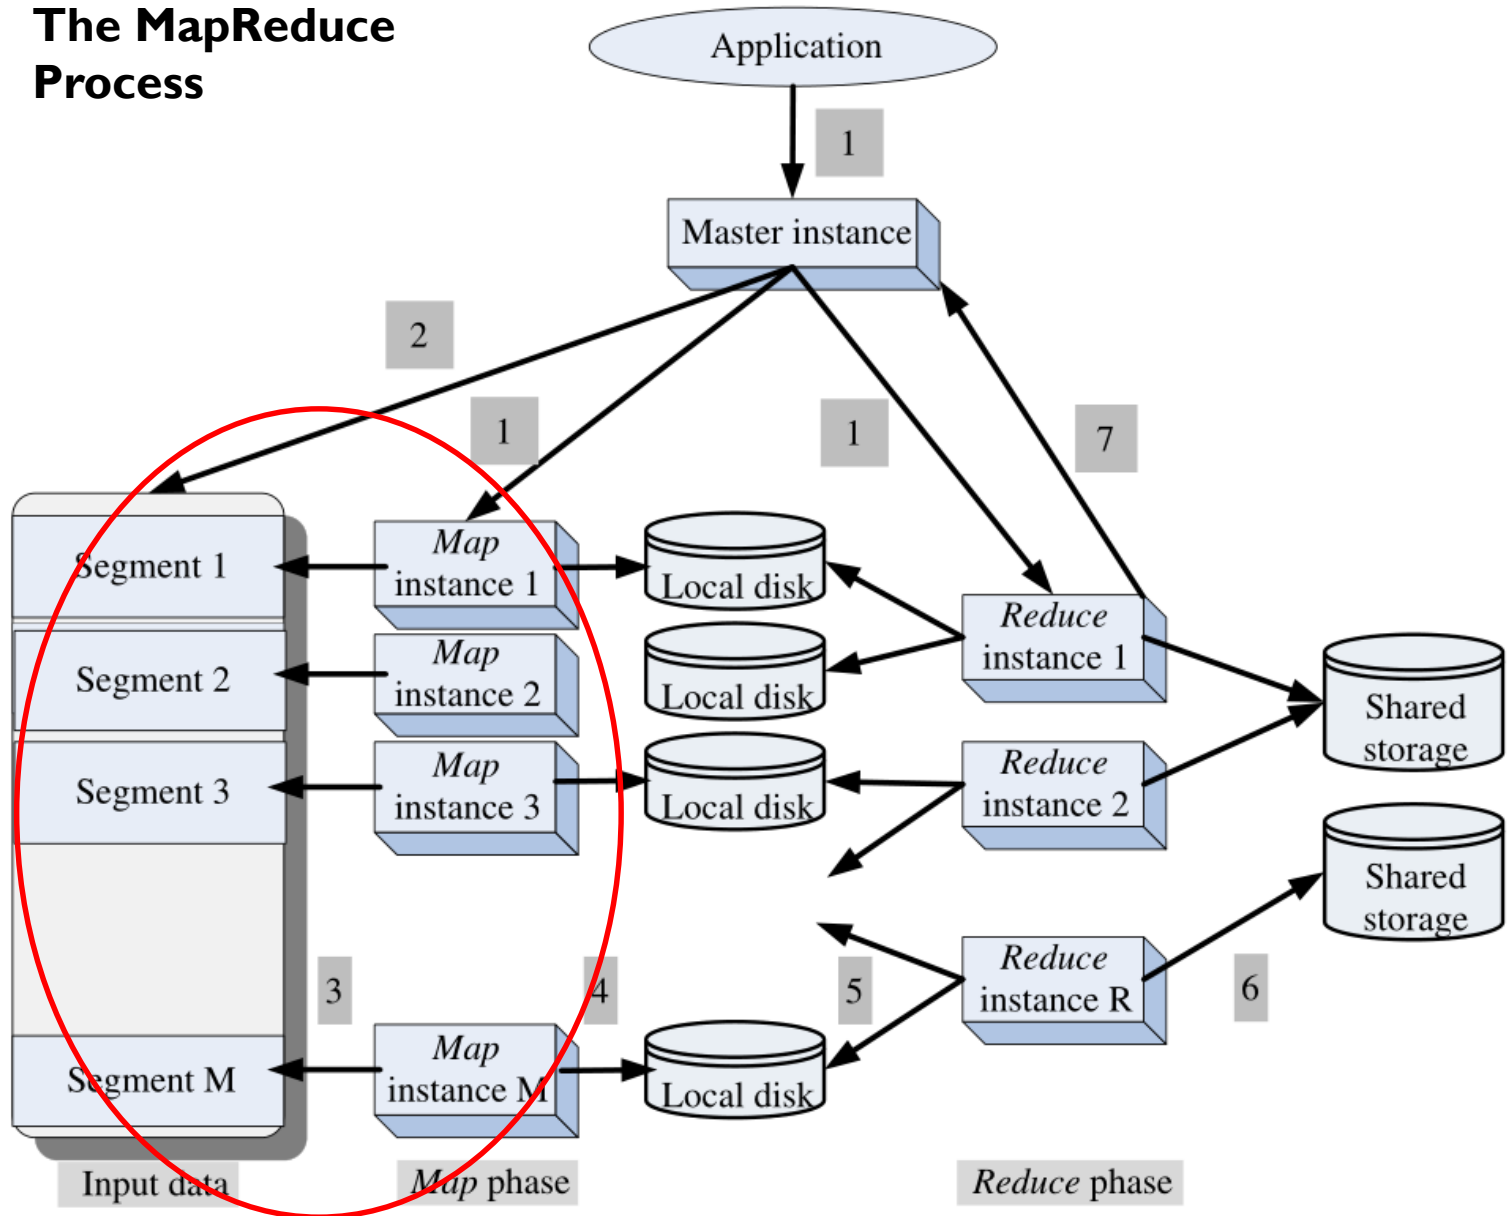 The MapReduce
Process
Application
1
Master instance
2
1
1
7
Segment 1
Map
instance 1
Local disk
Reduce
instance 1
Segment 2
Map
instance 2
Local disk
Shared
storage
Segment 3
Map
instance 3
Local disk
Reduce
instance 2
Shared
storage
3
4
5
Reduce
instance R
6
Segment M
Map
instance M
Local disk
Input data
Map phase
Reduce phase